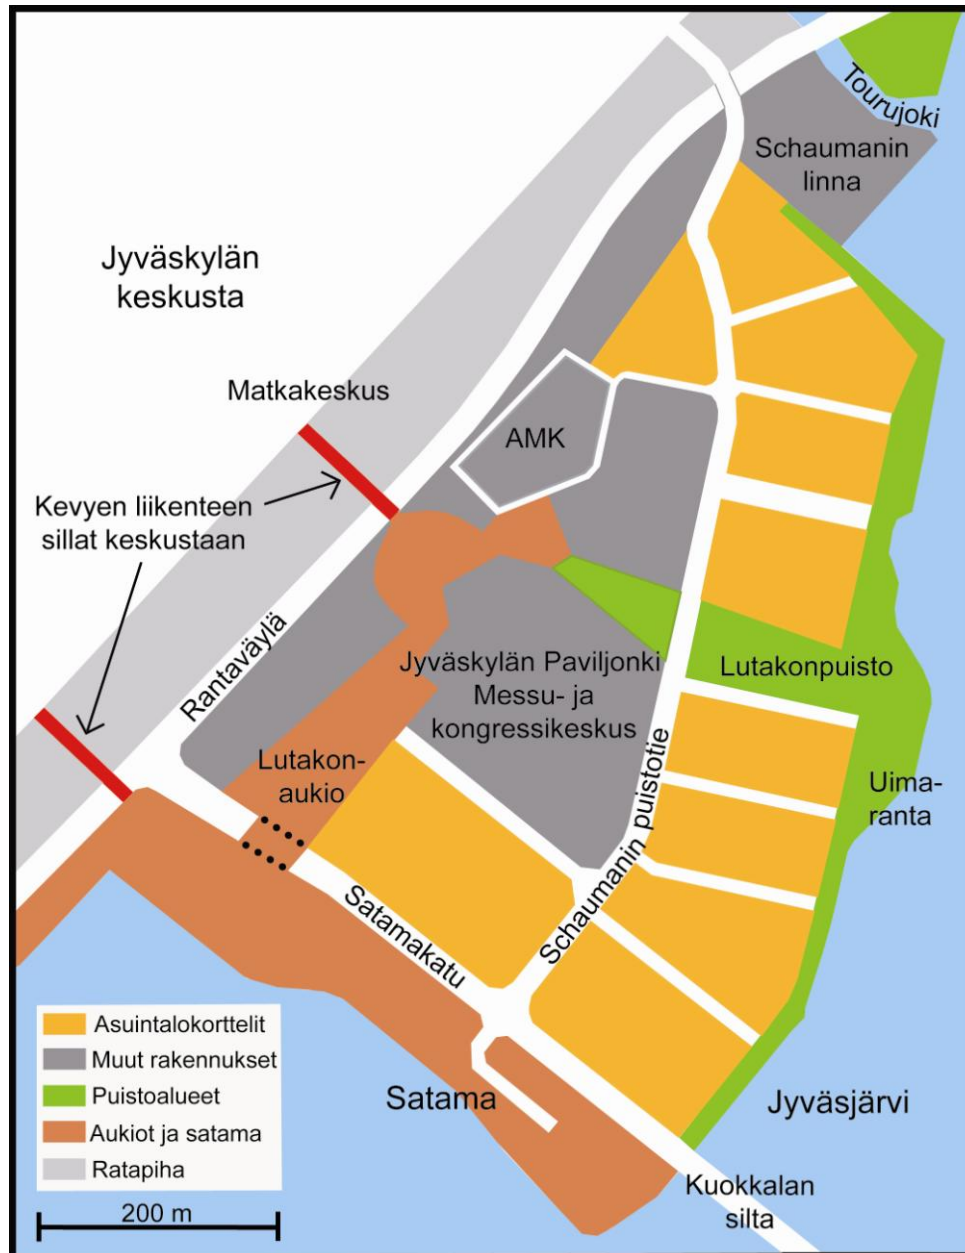 Tourujoki
Schaumanin
linna
Jyväskylän
keskusta
Matkakeskus
AMK
Kevyen liikenteen
sillat keskustaan
Rantaväylä
Jyväskylän Paviljonki
Messu- ja
kongressikeskus
Lutakonpuisto
Lutakon-
aukio
Uima-
ranta
Schaumanin puistotie
Satamakatu
Asuintalokorttelit
Muut rakennukset
Puistoalueet
Aukiot ja satama
Ratapiha
200 m
Satama
Jyväsjärvi
Kuokkalan
silta